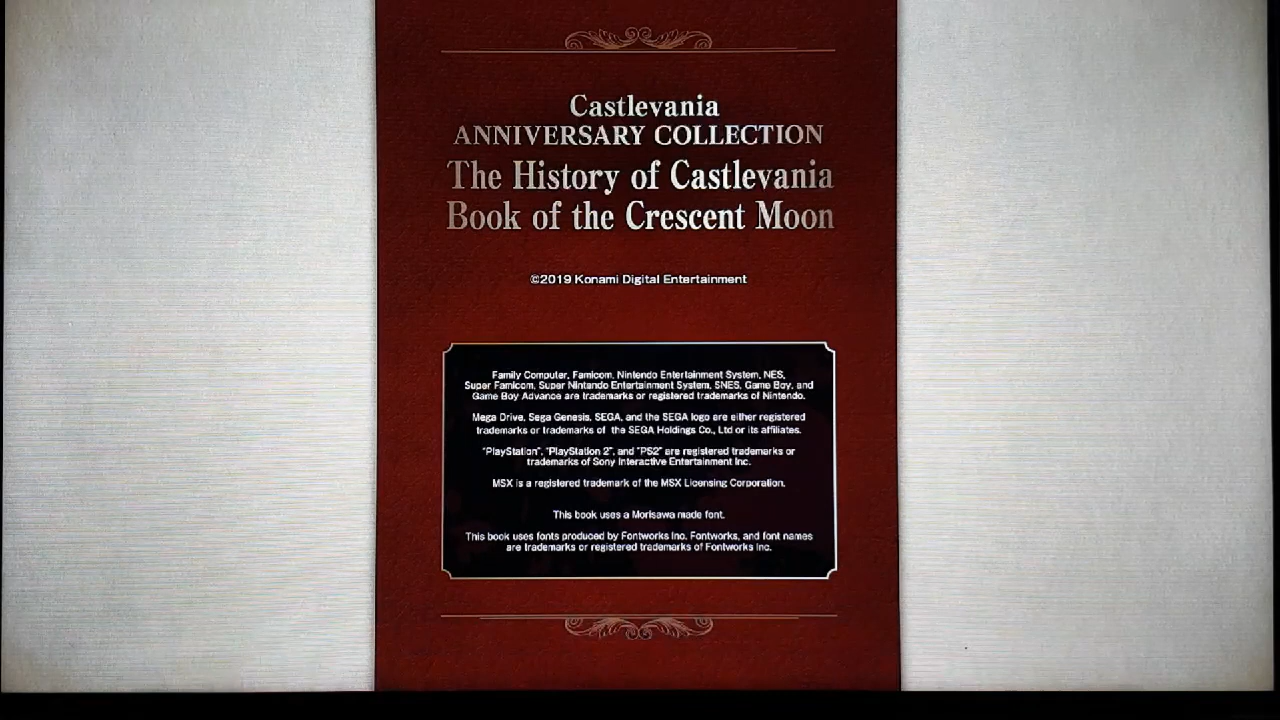 Castlevania
ANNIVERSARY COLLECTION
The History of Castlevania
Book of the Crescent Moon
©2019 Konami Digital Entertainment
Family Computer, Famicom, Nintendo Entertainment System, NES,
Super Famicom, Super Nintando Entertainment System, SNES, Game Boy, and
Game Boy Advance are trademarks or registered trademarks of Nintendo.
Mega Drive, Sega Genesis, SEGA, and the SEGA logo are either registered
trademarks or trademarks of the SEGA Holdings Co., Ltd or its affiliates.
"PlayStation", "PlayStation 2", and "PS2" are registered trademarks or
trademarks of Sony Interactive Entertainment Inc.
MSX is a registered trademark of the MSX Licensing Corporation.
This book uses a Morisawa made font.
This book uses fonts produced by Fontworks Inc. Fontworks, and font names
are trademarks or registered trademarks of Fontworks Inc.